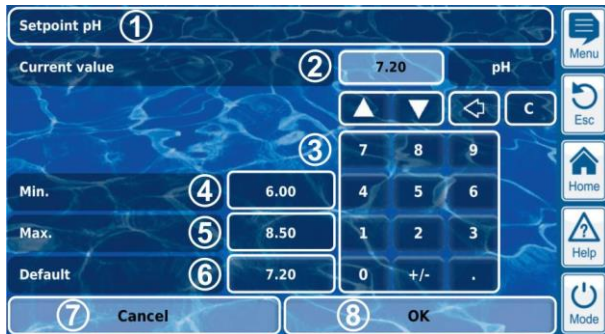 Setpoint pH 1
Menu
Current value 2 7.20 pH
C
Esc
3 7 8 9
Home
Min. 4 6.00 4 5 6
Max. 5 8.50 1 2 3
Help
Default 6 7.20 0 +/- .
7 Cancel 8 OK
Mode